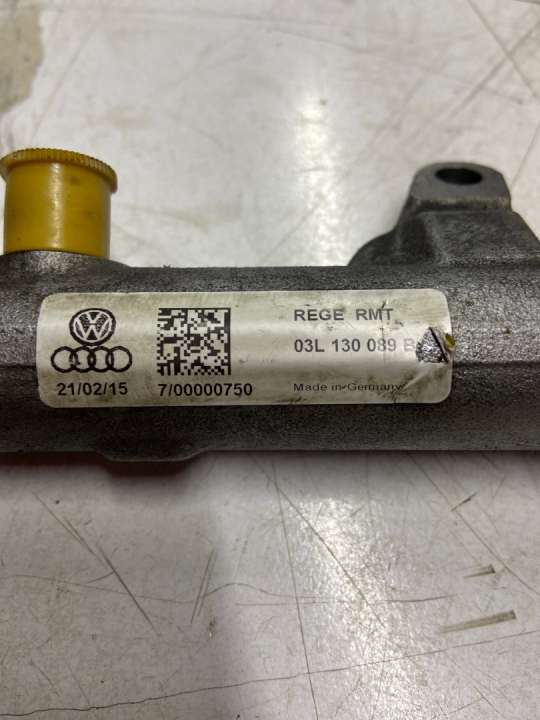 REGE RMT
03L 130 089 B
21/02/15 7/00000750
Made in Germany